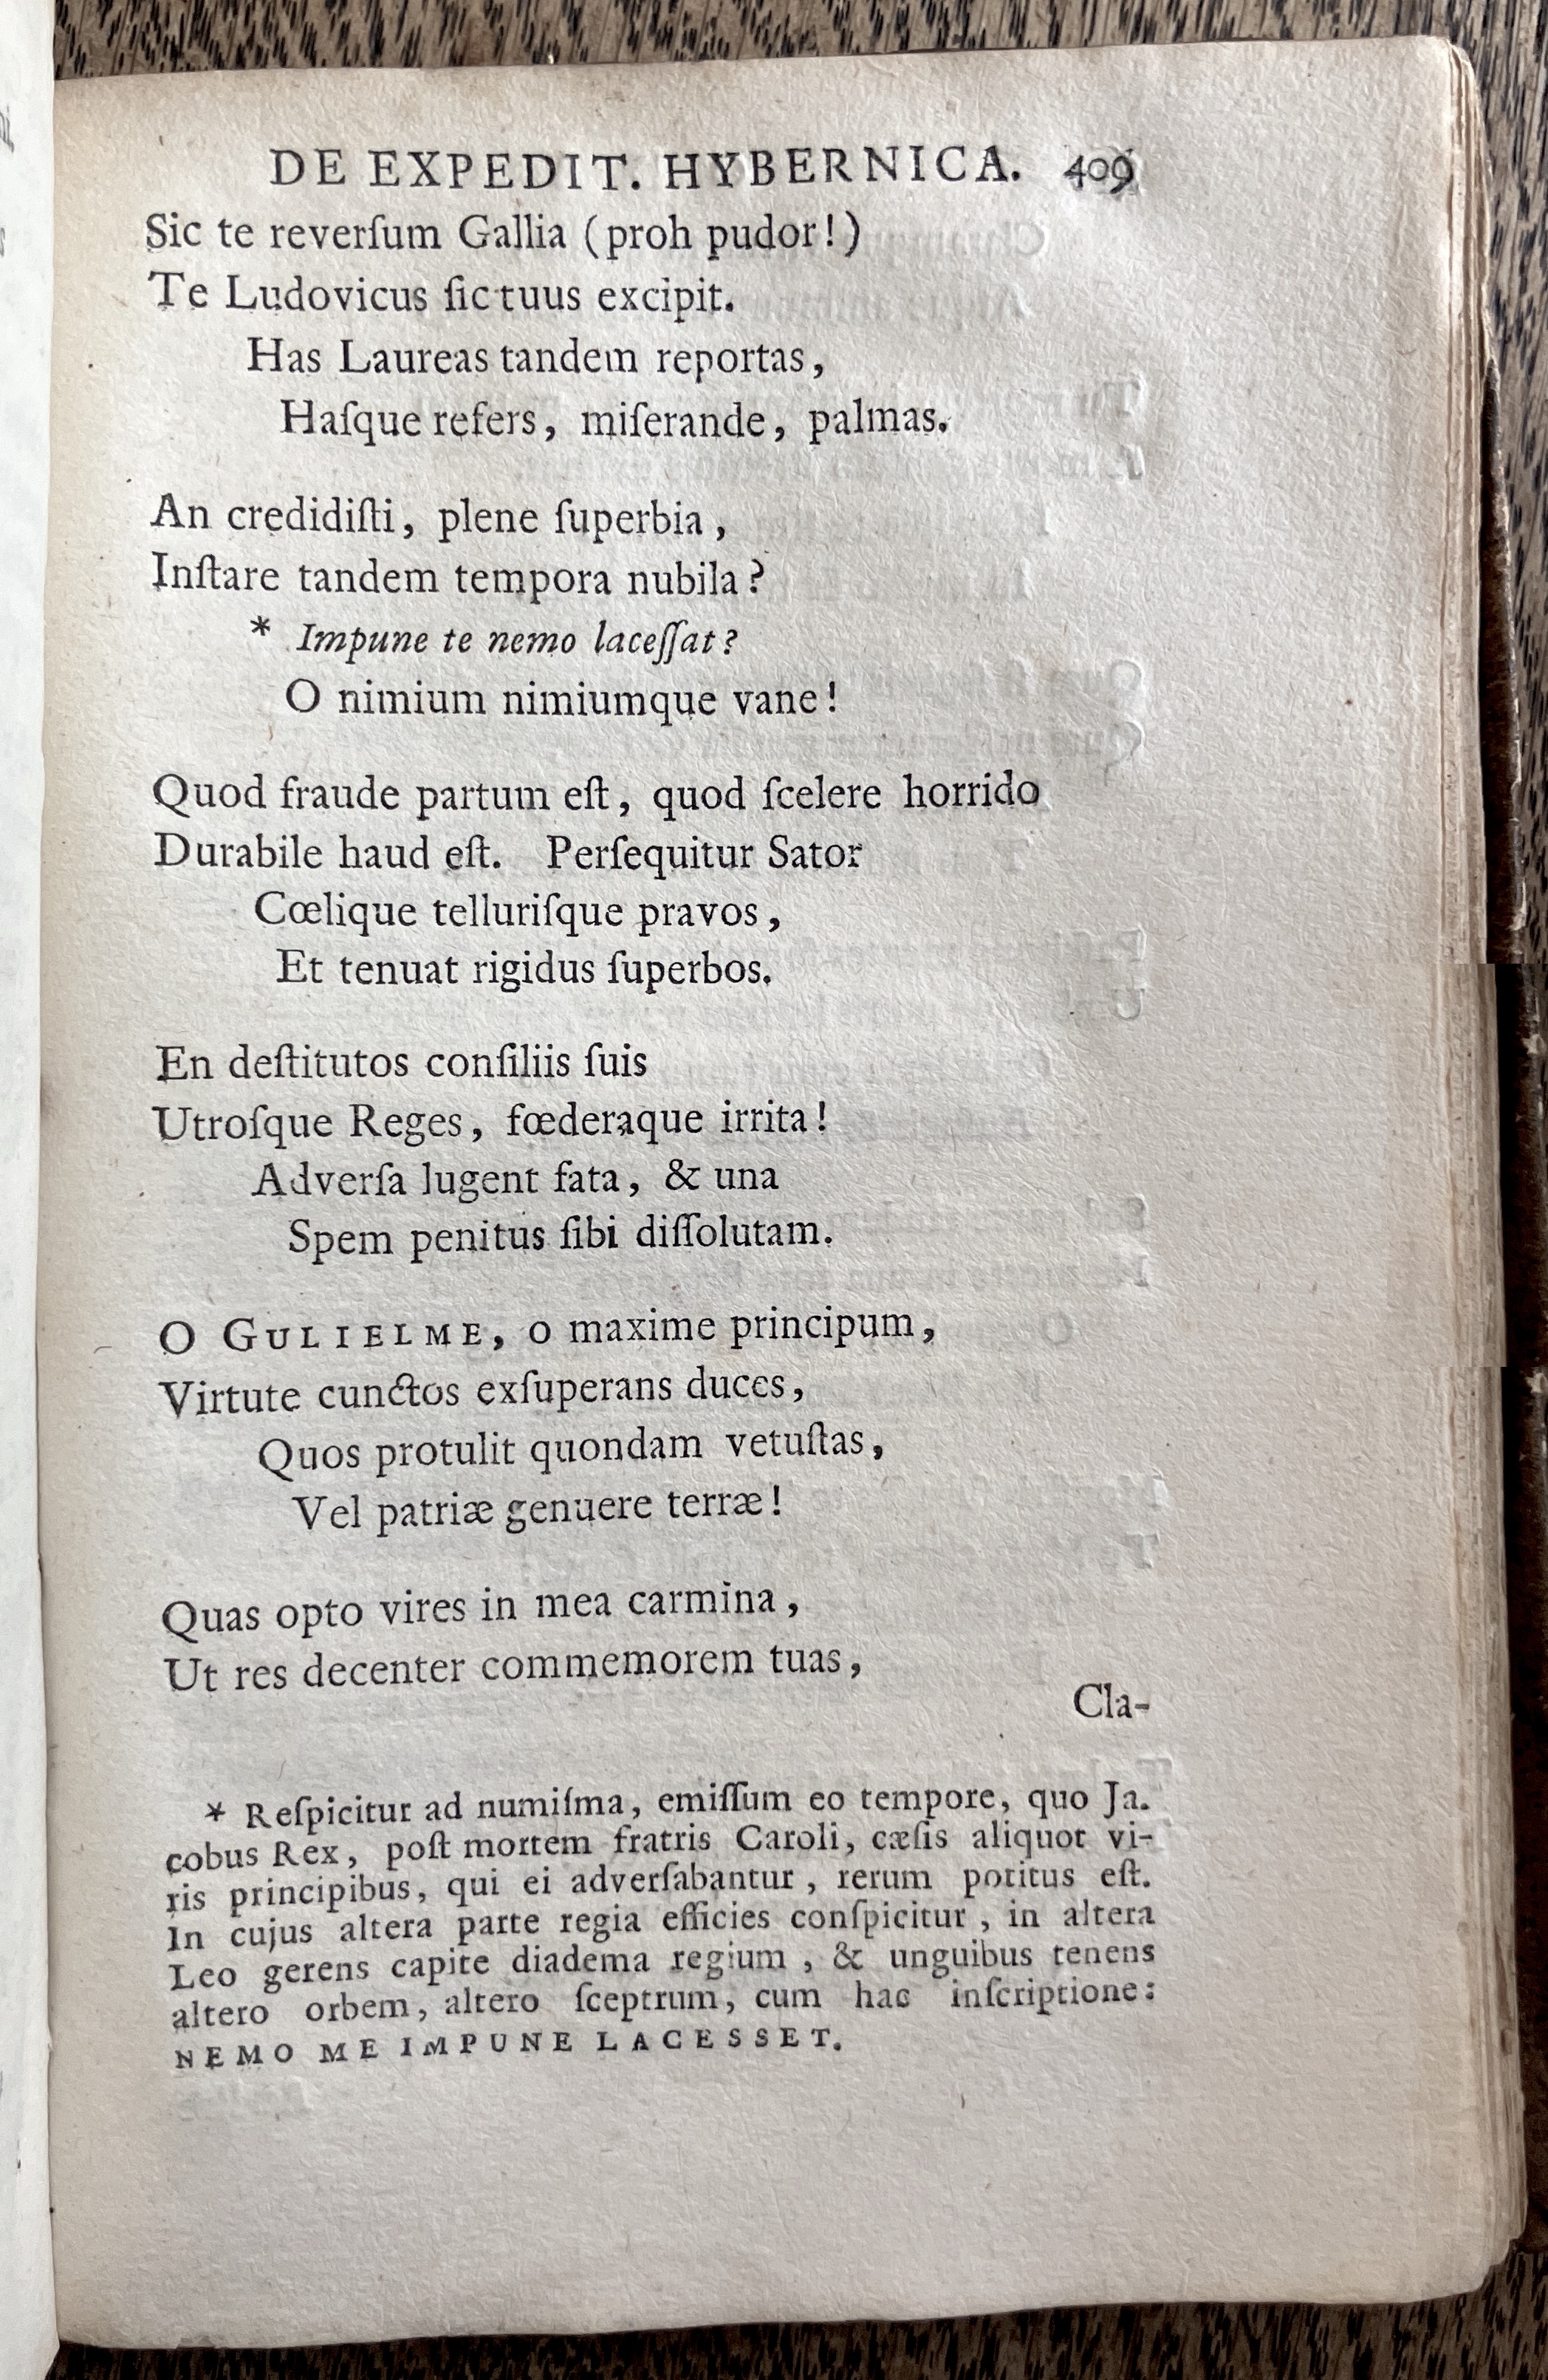 DE EXPEDIT. HYBERNICA. 409
Sic te reverſum Gallia (proh pudor!)
Te Ludovicus ſic tuus excipit.
Has Laureas tandem reportas,
Haſque refers, miſerande, palmas.
An credidiſti, plene ſuperbia,
Inſtare tandem tempora nubila?
* Impune te nemo laceſſat?
O nimium nimiumque vane!
Quod fraude partum eſt, quod ſcelere horrido
Durabile haud eſt. Perſequitur Sator
Cœlique telluriſque pravos,
Et tenuat rigidus ſuperbos.
En deſtitutos conſiliis ſuis
Utroſque Reges, fœderaque irrita!
Adverſa lugent fata, & una
Spem penitus ſibi diſſolutam.
O GULIELME, o maxime principum,
Virtute cunctos exſuperans duces,
Quos protulit quondam vetuſtas,
Vel patriæ genuere terræ!
Quas opto vires in mea carmina,
Ut res decenter commemorem tuas,
Cla-
* Reſpicitur ad numiſma, emiſſum eo tempore, quo Ja.
cobus Rex, poſt mortem fratris Caroli, cæſis aliquot vi-
ris principibus, qui ei adverſabantur, rerum potitus eſt.
In cujus altera parte regia efficies conſpicitur, in altera
Leo gerens capite diadema regium, & unguibus tenens
altero orbem, altero ſceptrum, cum hac inſcriptione:
NEMO ME IMPUNE LACESSET.